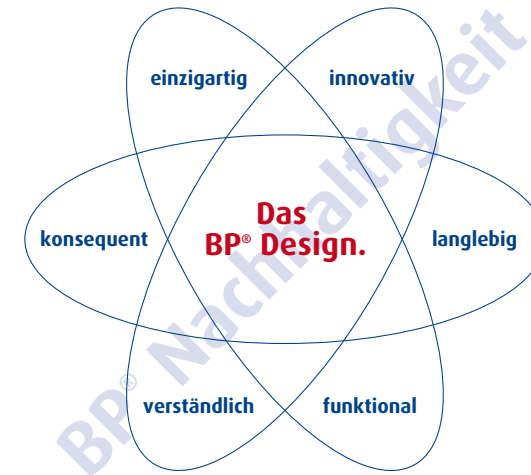 einzigartig innovativ
Das
BP® Design.
konsequent langlebig
verständlich funktional
BP® Nachhaltigkeit